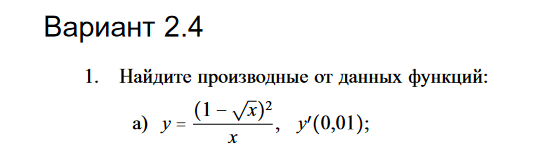 Вариант 2.4
1. Найдите производные от данных функций:
а) y = (1 − √x)²/x, y′(0,01);